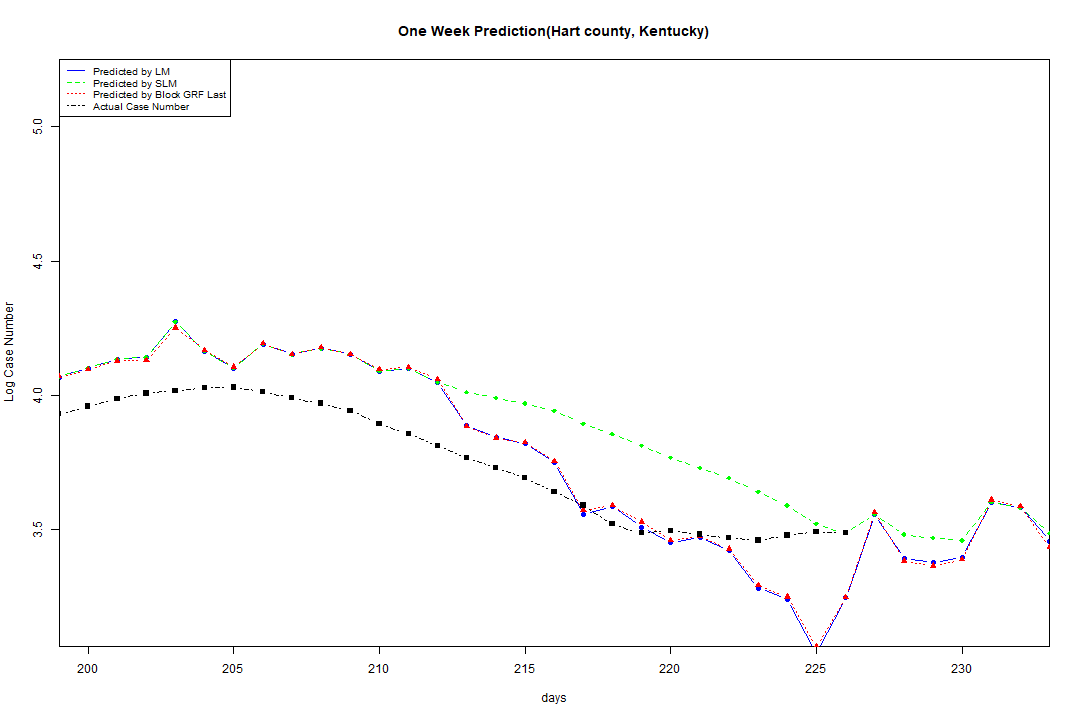 One Week Prediction(Hart county, Kentucky)
Predicted by LM
Predicted by SLM
Predicted by Block GRF Last
Actual Case Number
5.0
4.5
4.0
3.5
Log Case Number
200 205 210 215 220 225 230
days